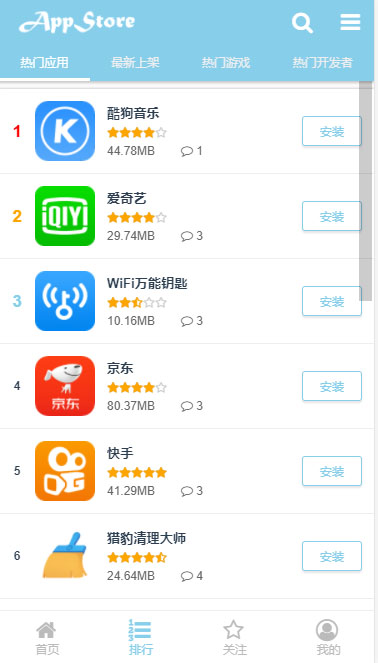 AppStore
热门应用 最新上架 热门游戏 热门开发者
1
K
酷狗音乐
44.78MB 1
安装
2
iQIYI
爱奇艺
29.74MB 3
安装
3
WiFi万能钥匙
10.16MB 3
安装
4
京东
京东
80.37MB 3
安装
5
快手
41.29MB 3
安装
6
猎豹清理大师
24.64MB 4
安装
首页 排行 关注 我的